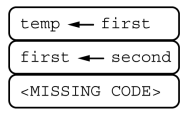 temp ← first
first ← second
<MISSING CODE>